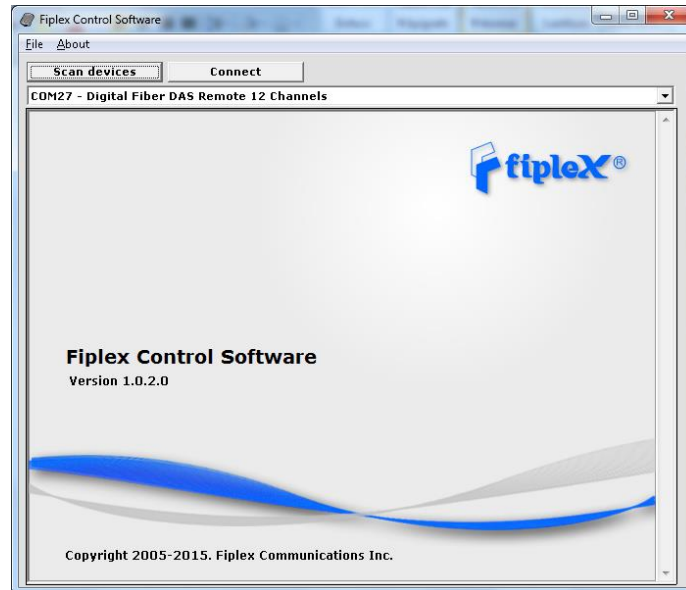 Fiplex Control Software
File About
Scan devices Connect
COM27 - Digital Fiber DAS Remote 12 Channels
fipleX®
Fiplex Control Software
Version 1.0.2.0
Copyright 2005-2015. Fiplex Communications Inc.